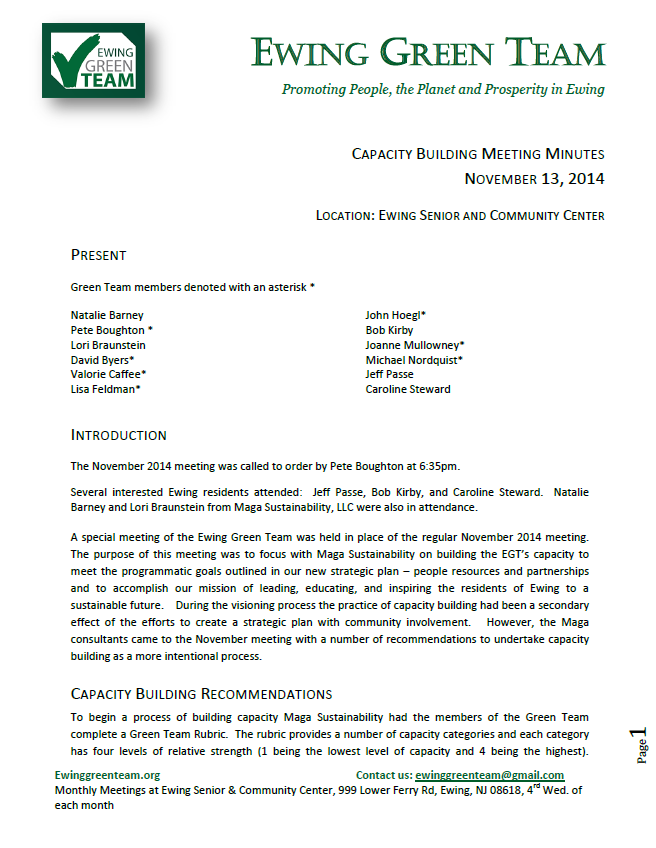 EWING
GREEN
TEAM
EWING GREEN TEAM
Promoting People, the Planet and Prosperity in Ewing
CAPACITY BUILDING MEETING MINUTES
NOVEMBER 13, 2014
LOCATION: EWING SENIOR AND COMMUNITY CENTER
PRESENT
Green Team members denoted with an asterisk *
Natalie Barney
Pete Boughton *
Lori Braunstein
David Byers*
Valorie Caffee*
Lisa Feldman*
John Hoegl*
Bob Kirby
Joanne Mullowney*
Michael Nordquist*
Jeff Passe
Caroline Steward
INTRODUCTION
The November 2014 meeting was called to order by Pete Boughton at 6:35pm.
Several interested Ewing residents attended: Jeff Passe, Bob Kirby, and Caroline Steward. Natalie
Barney and Lori Braunstein from Maga Sustainability, LLC were also in attendance.
A special meeting of the Ewing Green Team was held in place of the regular November 2014 meeting.
The purpose of this meeting was to focus with Maga Sustainability on building the EGT's capacity to
meet the programmatic goals outlined in our new strategic plan – people resources and partnerships
and to accomplish our mission of leading, educating, and inspiring the residents of Ewing to a
sustainable future. During the visioning process the practice of capacity building had been a secondary
effect of the efforts to create a strategic plan with community involvement. However, the Maga
consultants came to the November meeting with a number of recommendations to undertake capacity
building as a more intentional process.
CAPACITY BUILDING RECOMMENDATIONS
To begin a process of building capacity Maga Sustainability had the members of the Green Team
complete a Green Team Rubric. The rubric provides a number of capacity categories and each category
has four levels of relative strength (1 being the lowest level of capacity and 4 being the highest).
Page 1
Ewinggreenteam.org Contact us: ewinggreenteam@gmail.com
Monthly Meetings at Ewing Senior & Community Center, 999 Lower Ferry Rd, Ewing, NJ 08618, 4rd Wed. of
each month